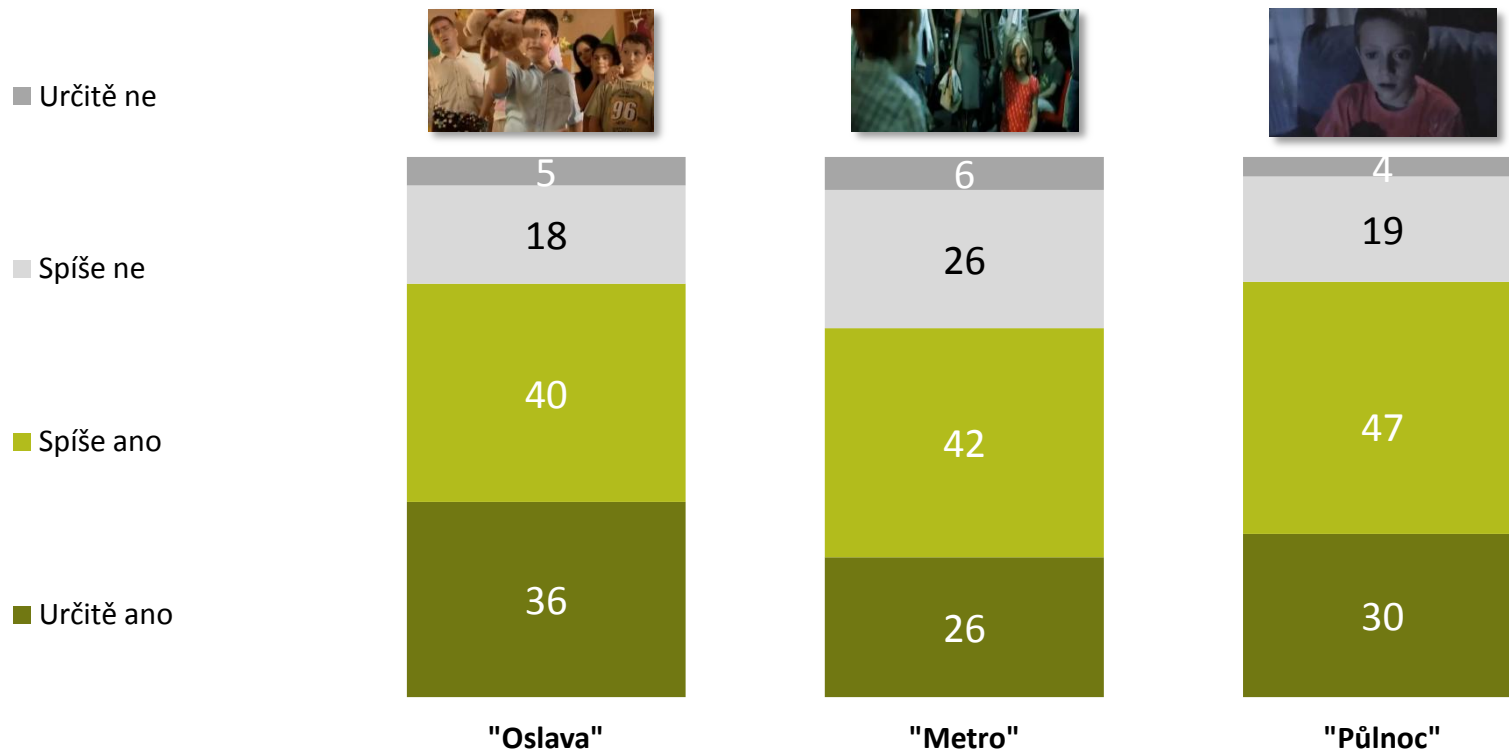 Určitě ne
Spíše ne
Spíše ano
Určitě ano
96
5 6 4
18 26 19
40 42 47
36 26 30
"Oslava" "Metro" "Půlnoc"